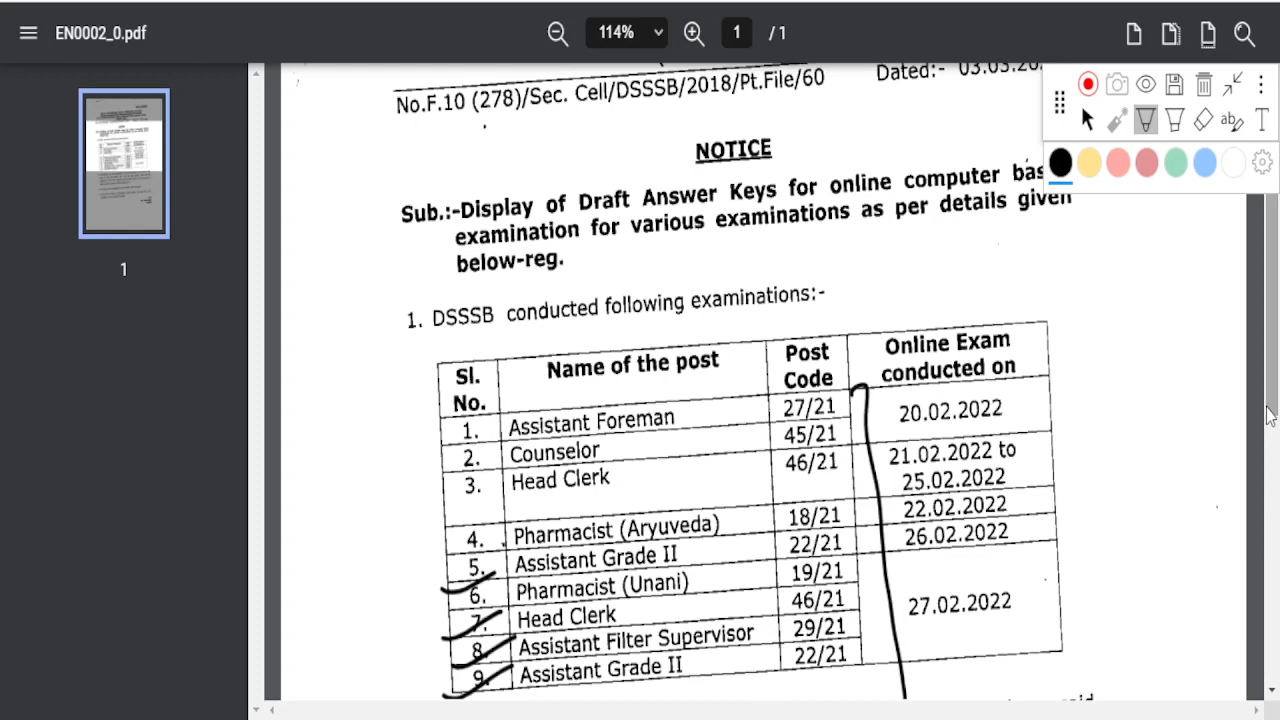 EN0002_0.pdf
114%
1 / 1
No.F.10 (278)/Sec. Cell/DSSSB/2018/Pt.File/60
Dated:- 03.03.20
NOTICE
Sub.:-Display of Draft Answer Keys for online computer bas
examination for various examinations as per details given
below-reg.
1. DSSSB conducted following examinations:-
Sl. No. Name of the post Post Code Online Exam conducted on
1. Assistant Foreman 27/21 20.02.2022
2. Counselor 45/21
3. Head Clerk 46/21 21.02.2022 to 25.02.2022
4. Pharmacist (Aryuveda) 18/21 22.02.2022
5. Assistant Grade II 22/21 26.02.2022
6. Pharmacist (Unani) 19/21 27.02.2022
7. Head Clerk 46/21
8. Assistant Filter Supervisor 29/21
9. Assistant Grade II 22/21
1